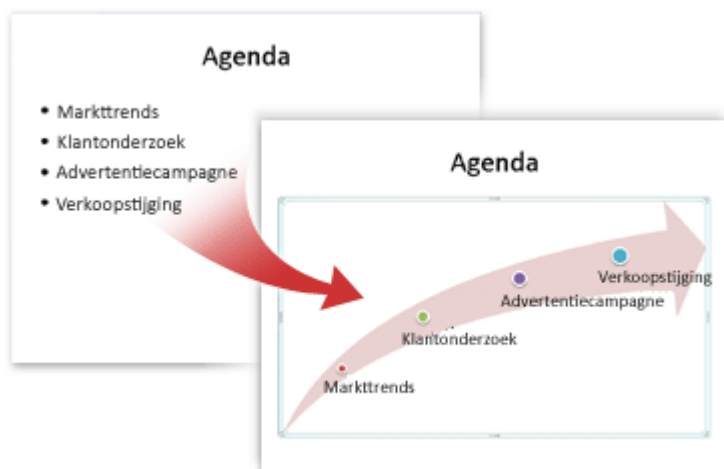 Agenda
• Markttrends
• Klantonderzoek
• Advertentiecampagne
• Verkoopstijging
Agenda
Verkoopstijging
Advertentiecampagne
Klantonderzoek
Markttrends